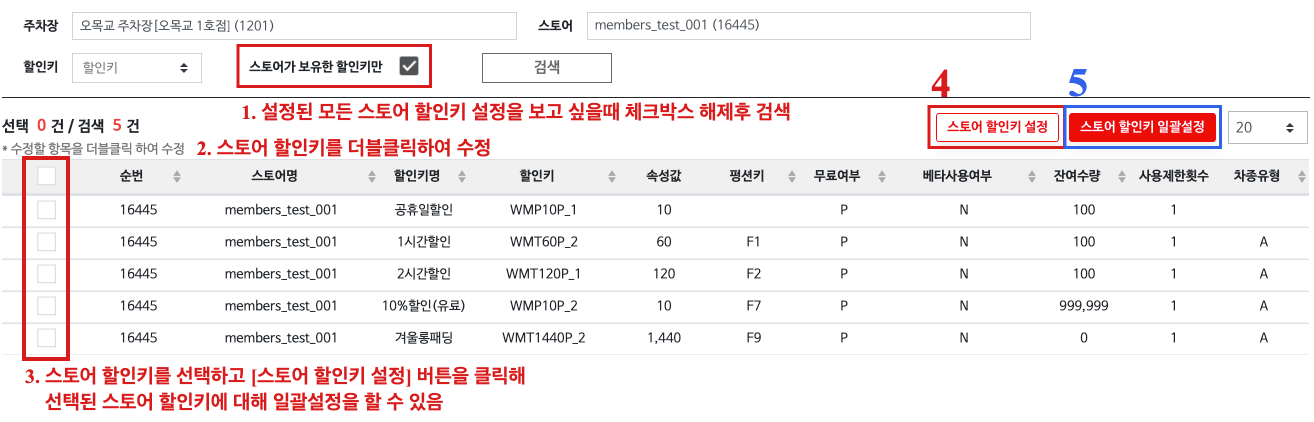 주차장 오목교 주차장[오목교 1호점] (1201) 스토어 members_test_001 (16445)
할인키 할인키 스토어가 보유한 할인키만 검색
4 5
1. 설정된 모든 스토어 할인키 설정을 보고 싶을때 체크박스 해제후 검색
선택 0 건 / 검색 5 건 스토어 할인키 설정 스토어 할인키 일괄설정 20
* 수정할 항목을 더블클릭 하여 수정 2. 스토어 할인키를 더블클릭하여 수정
순번 스토어명 할인키명 할인키 속성값 평션키 무료여부 베타사용여부 잔여수량 사용제한횟수 차종유형
16445 members_test_001 공휴일할인 WMP10P_1 10 P N 100 1
16445 members_test_001 1시간할인 WMT60P_2 60 F1 P N 100 1 A
16445 members_test_001 2시간할인 WMT120P_1 120 F2 P N 100 1 A
16445 members_test_001 10%할인(유료) WMP10P_2 10 F7 P N 999,999 1 A
16445 members_test_001 겨울롱패딩 WMT1440P_2 1,440 F9 P N 0 1 A
3. 스토어 할인키를 선택하고 [스토어 할인키 설정] 버튼을 클릭해
선택된 스토어 할인키에 대해 일괄설정을 할 수 있음